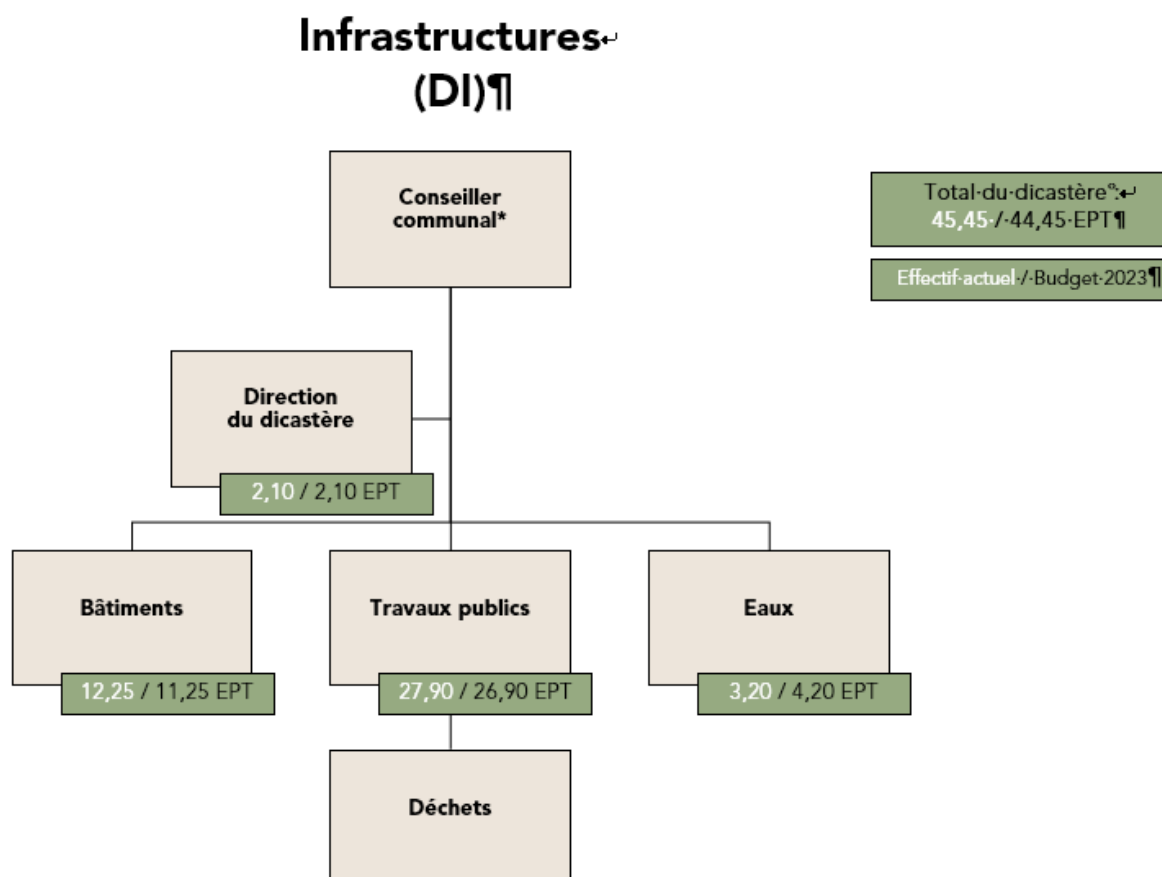 Infrastructures↵
(DI)¶
Conseiller
communal*
Total·du·dicastère°:↵
45,45·/·44,45·EPT¶
Effectif·actuel·/·Budget·2023¶
Direction
du dicastère
2,10 / 2,10 EPT
Bâtiments
Travaux publics
Eaux
12,25 / 11,25 EPT
27,90 / 26,90 EPT
3,20 / 4,20 EPT
Déchets